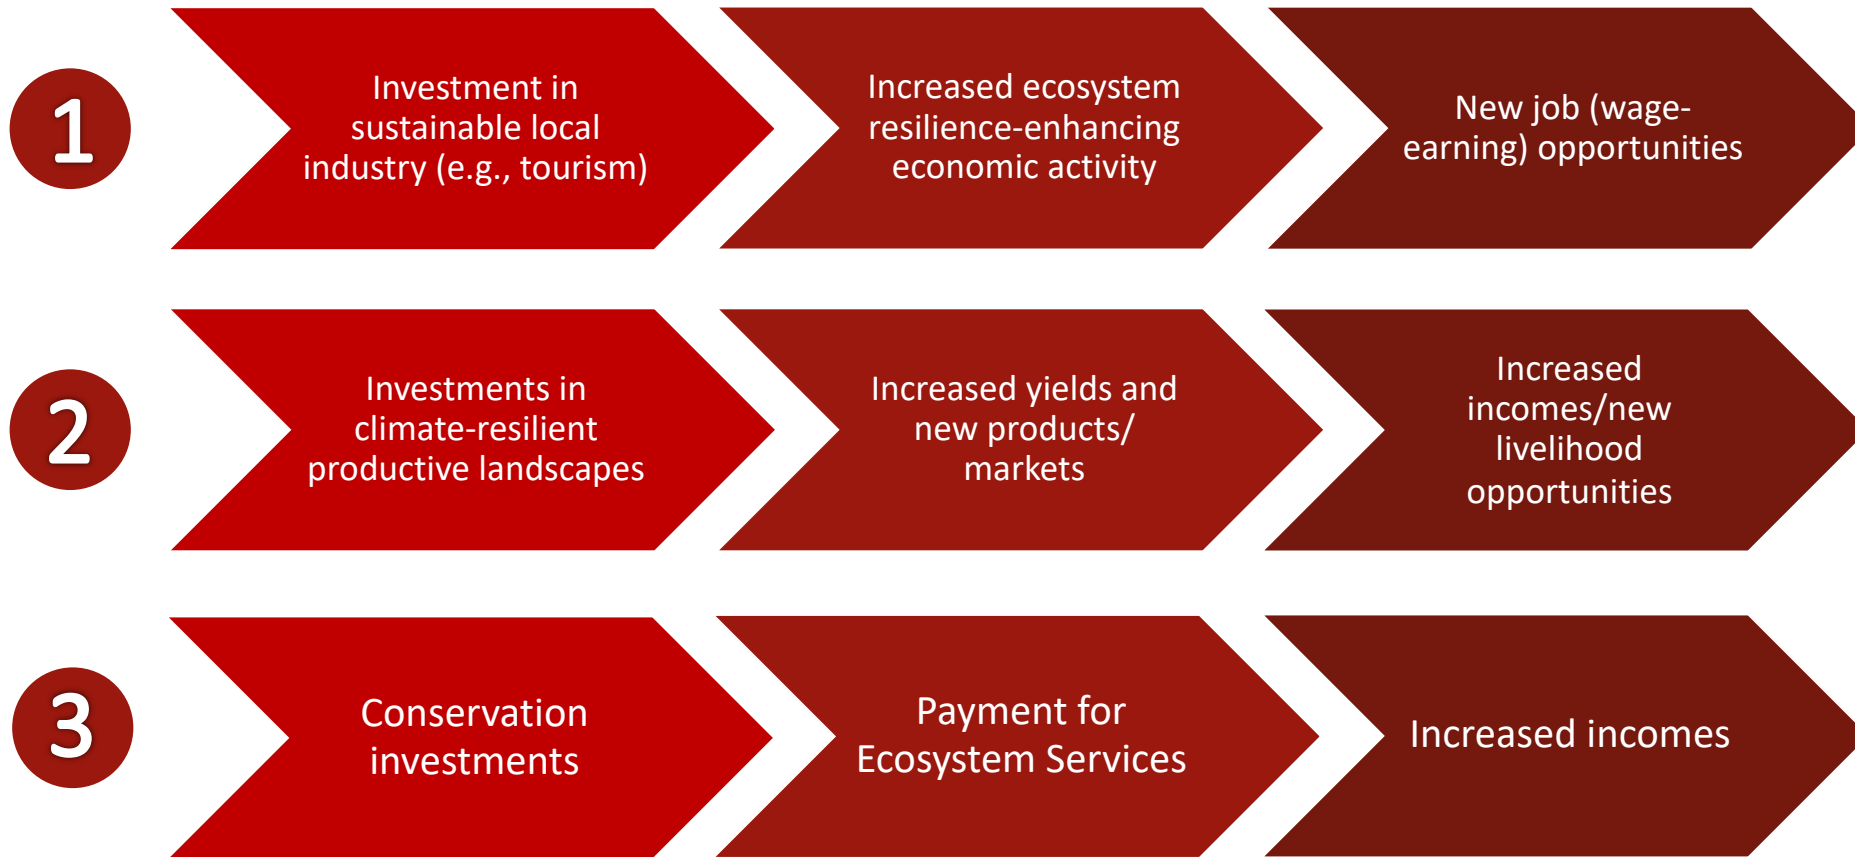 1
Investment in
sustainable local
industry (e.g., tourism)
Increased ecosystem
resilience-enhancing
economic activity
New job (wage-
earning) opportunities
2
Investments in
climate-resilient
productive landscapes
Increased yields and
new products/
markets
Increased
incomes/new
livelihood
opportunities
3
Conservation
investments
Payment for
Ecosystem Services
Increased incomes